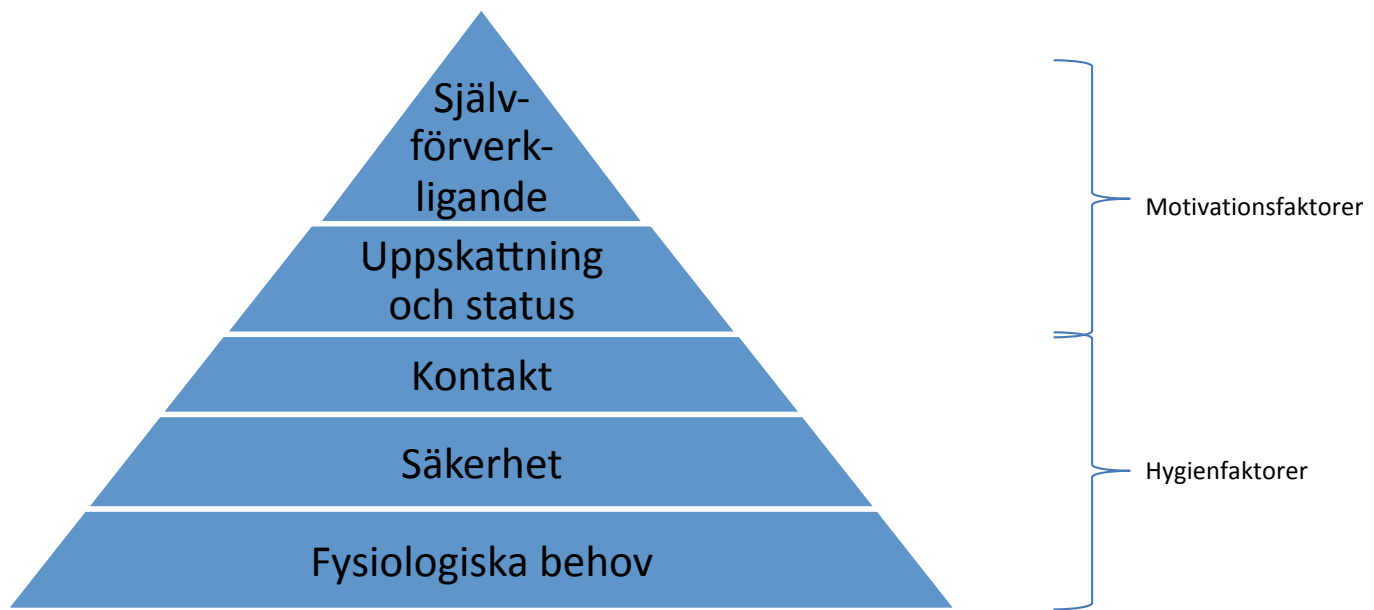 Själv-
förverk-
ligande
Uppskattning
och status
Kontakt
Säkerhet
Fysiologiska behov
Motivationsfaktorer
Hygienfaktorer